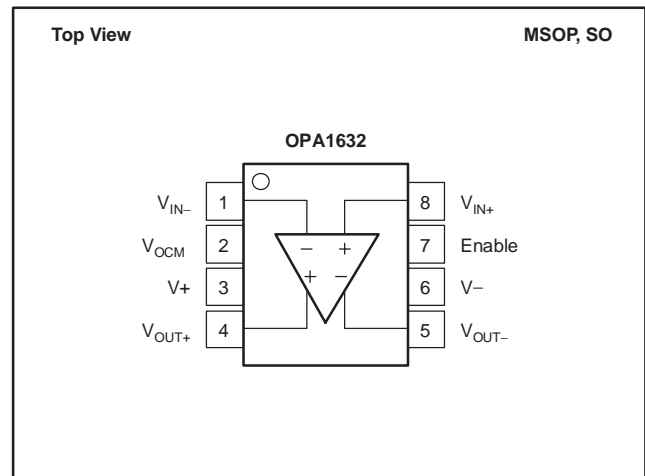 Top View MSOP, SO
OPA1632
V_IN– 1 8 V_IN+
V_OCM 2 – + 7 Enable
V+ 3 + – 6 V–
V_OUT+ 4 5 V_OUT–